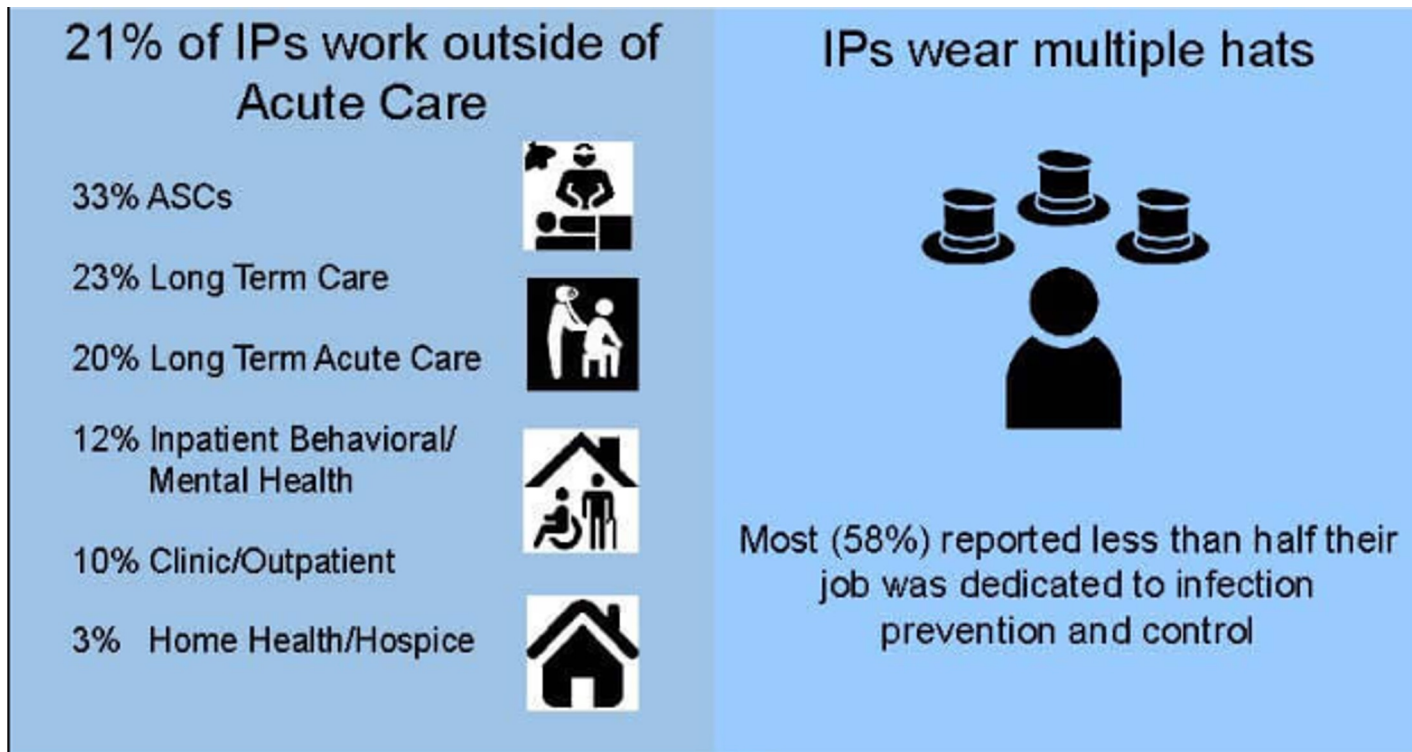 21% of IPs work outside of
Acute Care
33% ASCs
23% Long Term Care
20% Long Term Acute Care
12% Inpatient Behavioral/
Mental Health
10% Clinic/Outpatient
3% Home Health/Hospice
IPs wear multiple hats
Most (58%) reported less than half their
job was dedicated to infection
prevention and control